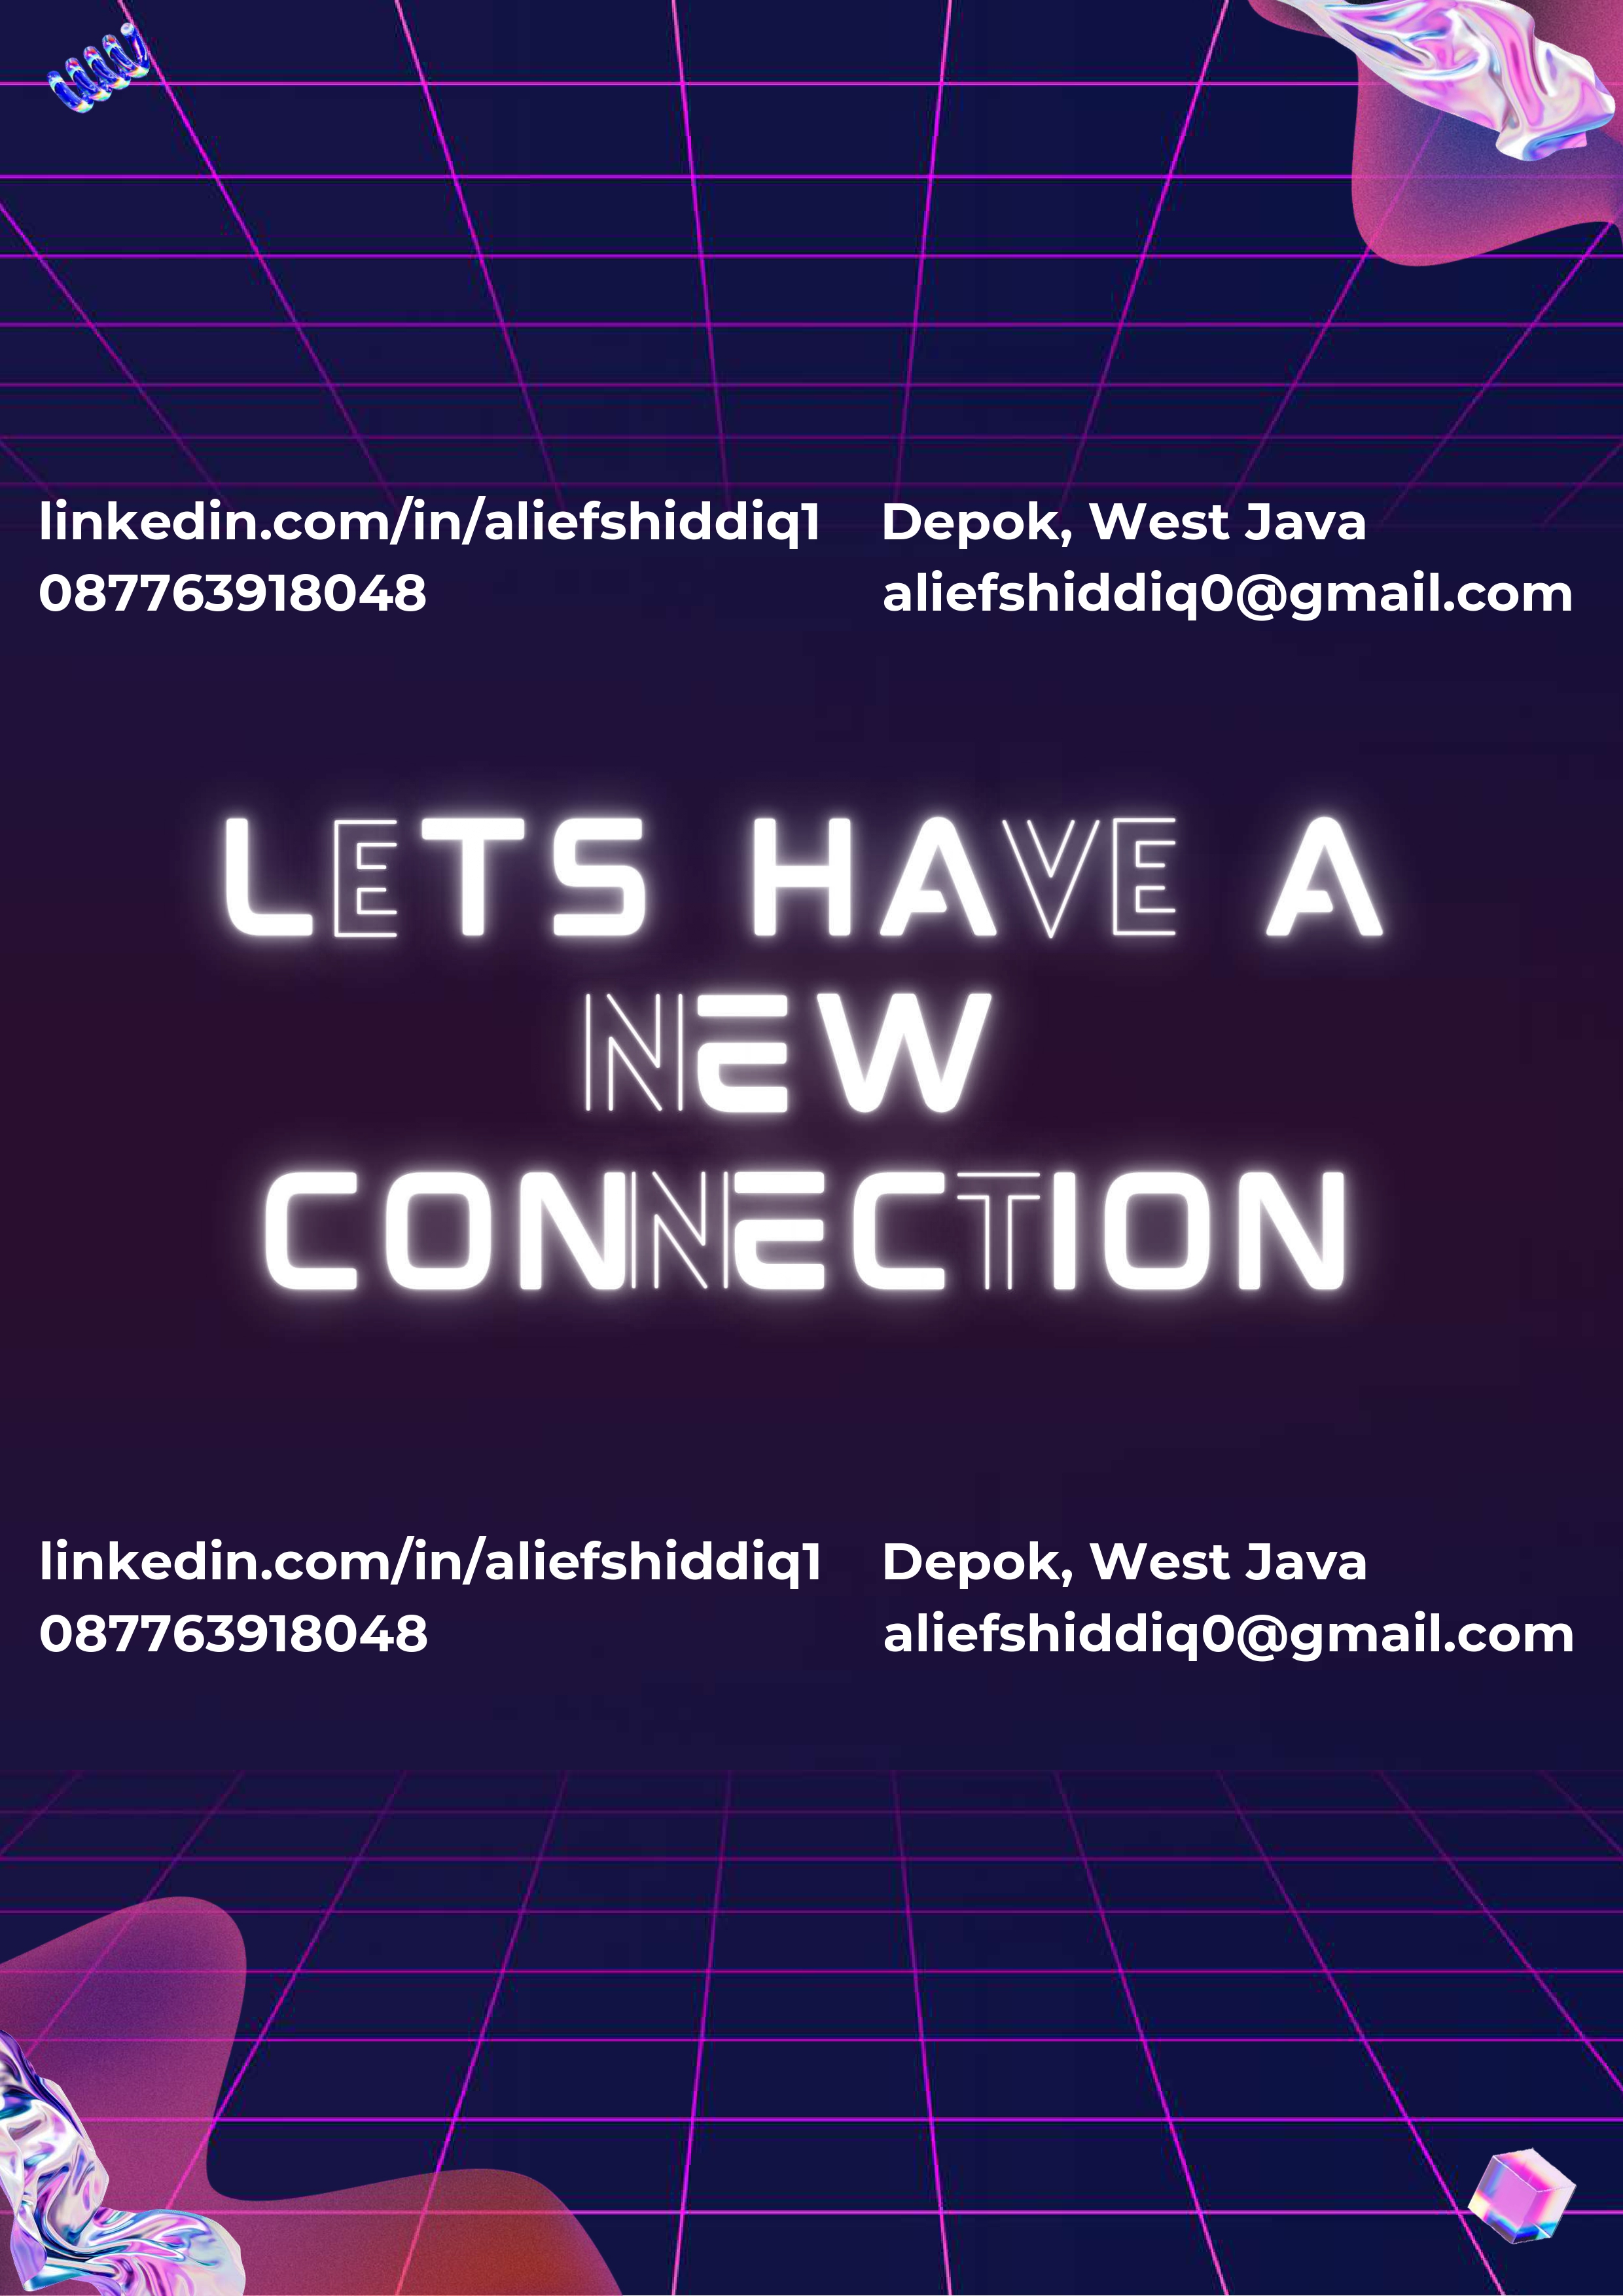 linkedin.com/in/aliefshiddiq1 Depok, West Java
087763918048 aliefshiddiq0@gmail.com
LETS HAVE A
NEW
CONNECTION
linkedin.com/in/aliefshiddiq1 Depok, West Java
087763918048 aliefshiddiq0@gmail.com